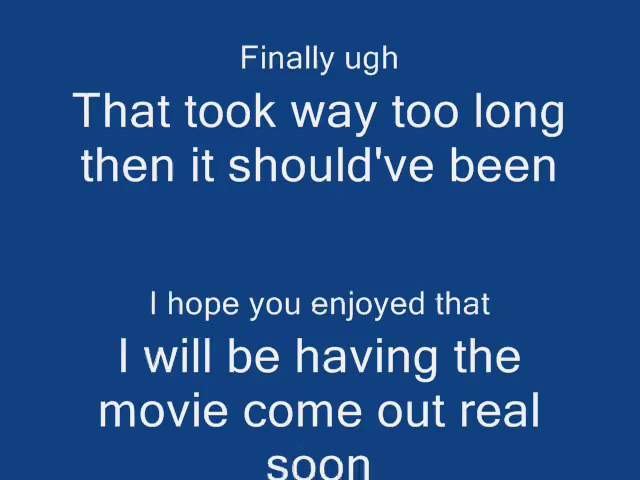 Finally ugh
That took way too long
then it should've been
I hope you enjoyed that
I will be having the
movie come out real
soon